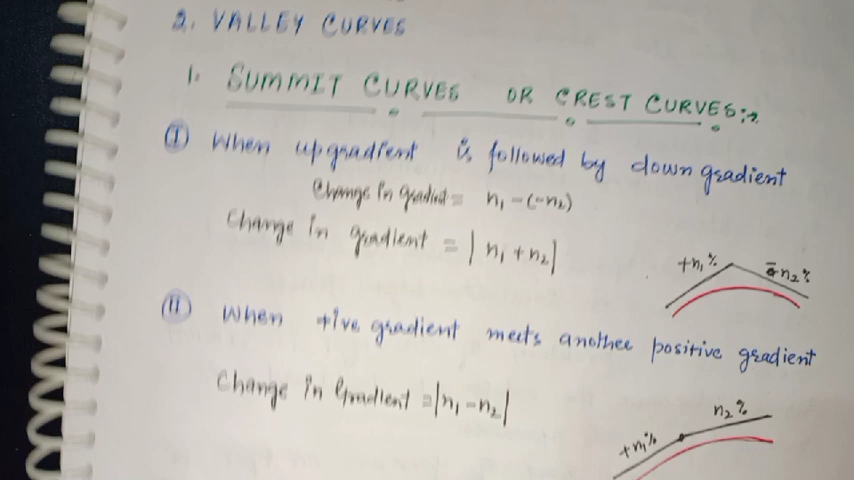 2. VALLEY CURVES
1. SUMMIT CURVES OR CREST CURVES:→
(I) When upgradient is followed by down gradient
Change in gradient = n₁ - (-n₂)
Change in gradient = |n₁ + n₂|
+n₁% -n₂%
(II) When +ive gradient meets another positive gradient
Change in Gradient = |n₁ - n₂|
n₂%
+n₁%